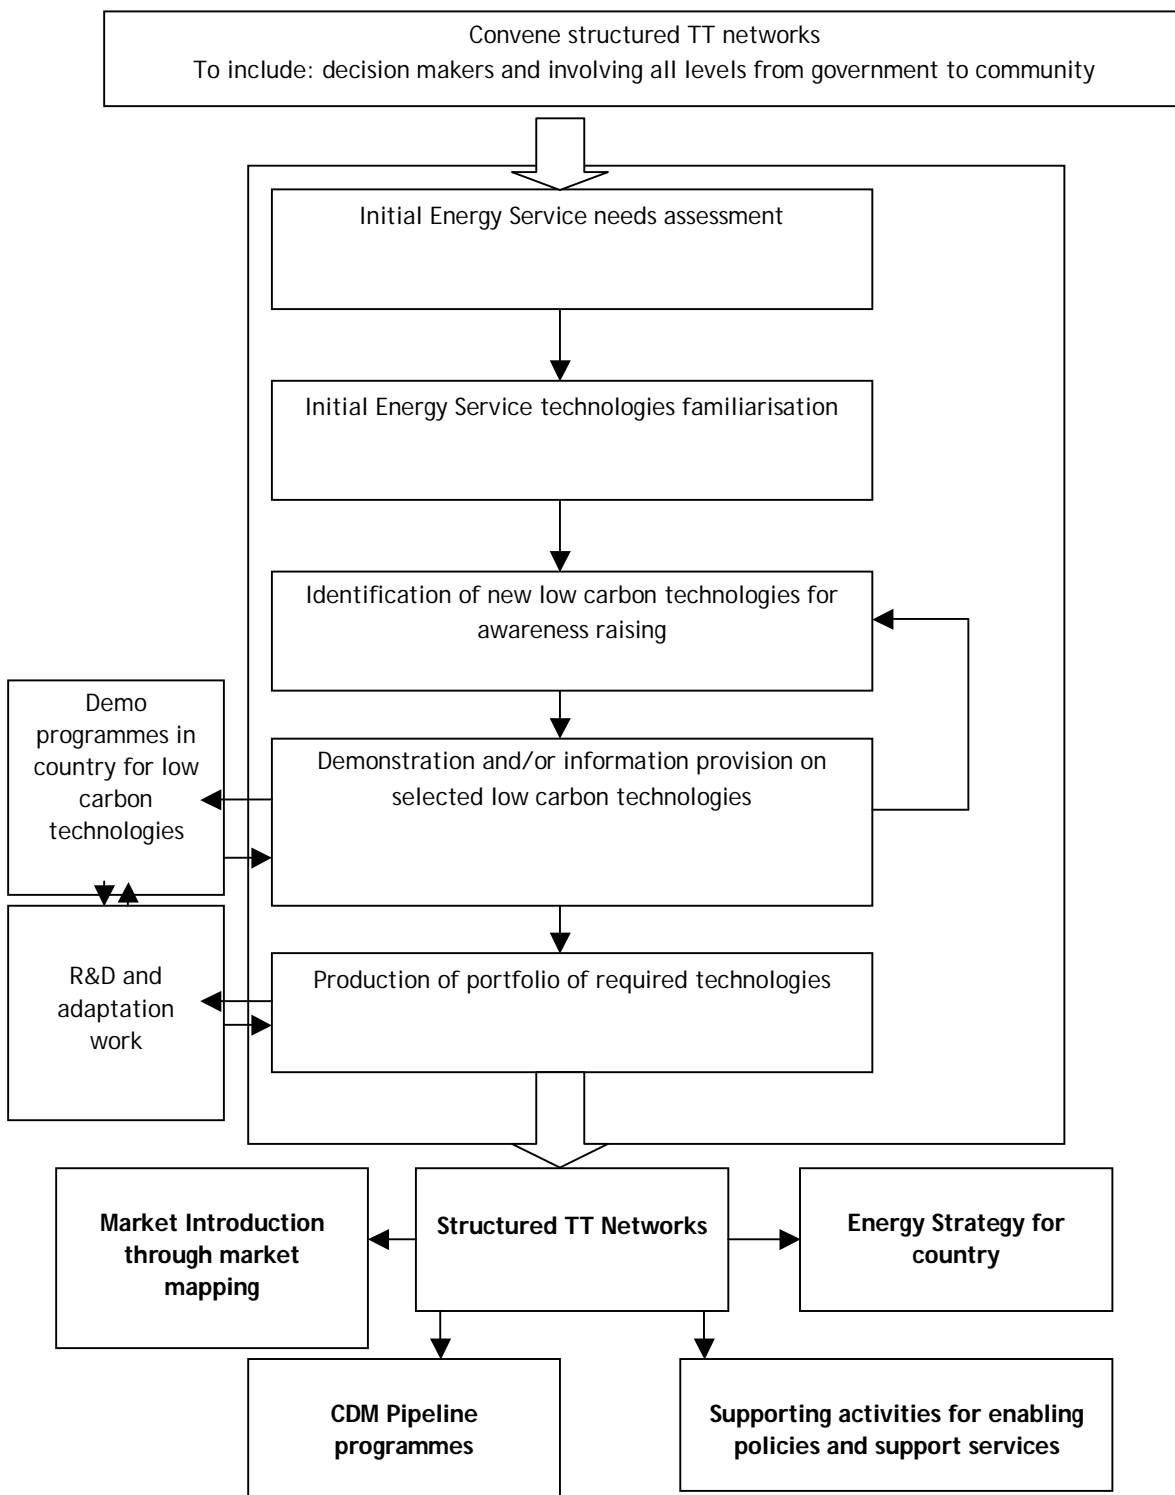 Convene structured TT networks
To include: decision makers and involving all levels from government to community
Initial Energy Service needs assessment
Initial Energy Service technologies familiarisation
Identification of new low carbon technologies for
awareness raising
Demo
programmes in
country for low
carbon
technologies
Demonstration and/or information provision on
selected low carbon technologies
R&D and
adaptation
work
Production of portfolio of required technologies
Market Introduction
through market
mapping
Structured TT Networks
Energy Strategy for
country
CDM Pipeline
programmes
Supporting activities for enabling
policies and support services